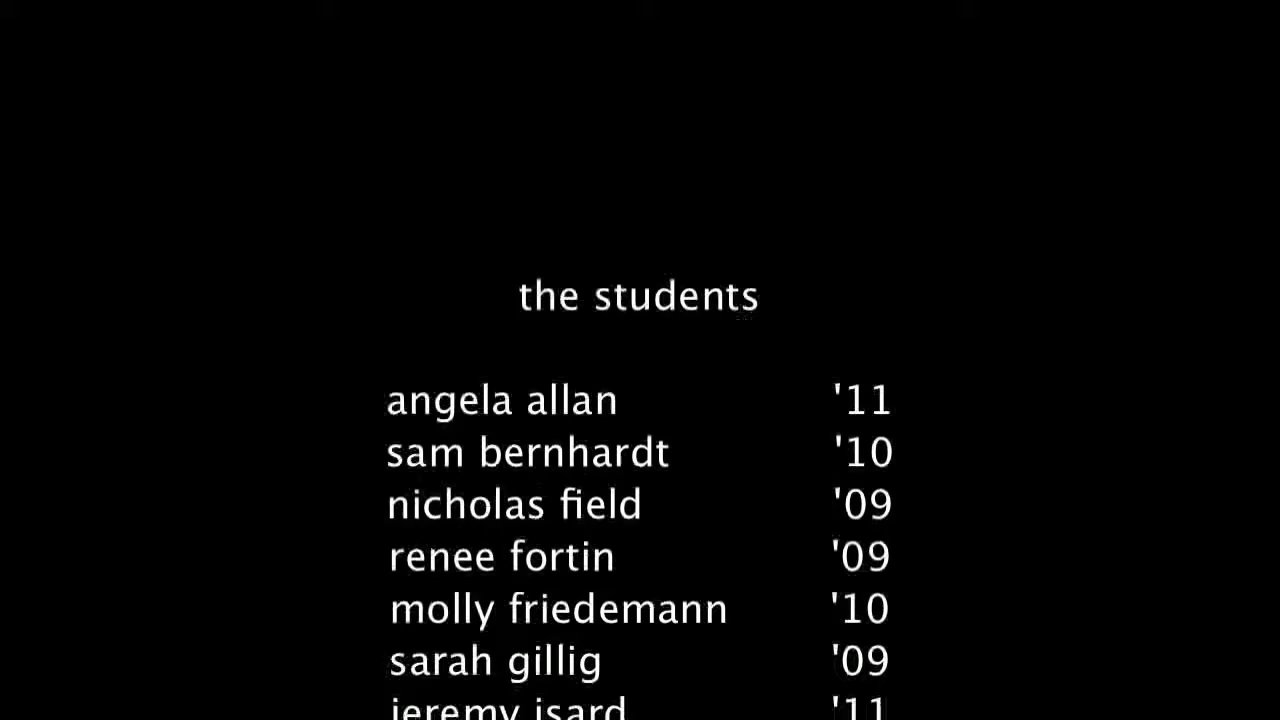 the students
angela allan '11
sam bernhardt '10
nicholas field '09
renee fortin '09
molly friedemann '10
sarah gillig '09
jeremy isard '11